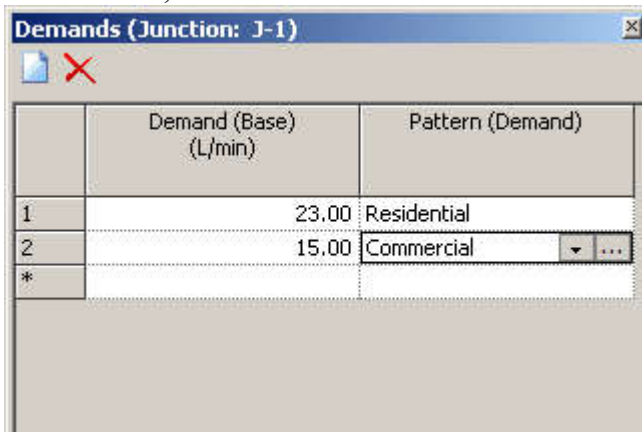 Demands (Junction: J-1)
Demand (Base)
(L/min)
Pattern (Demand)
1 23.00 Residential
2 15.00 Commercial ...
*